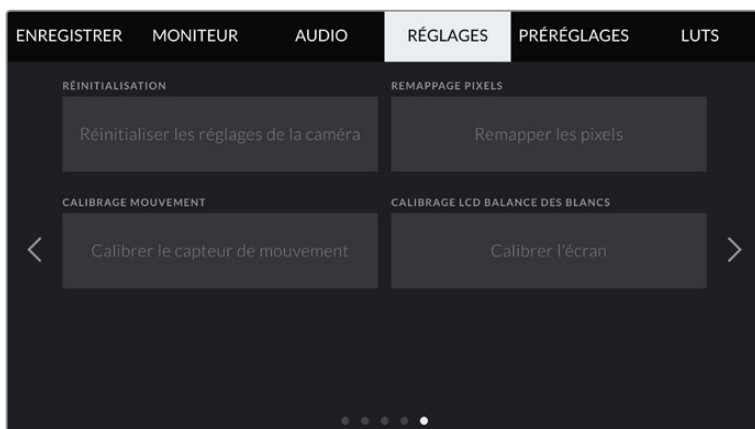 ENREGISTRER MONITEUR AUDIO RÉGLAGES PRÉRÉGLAGES LUTS
RÉINITIALISATION REMAPPAGE PIXELS
Réinitialiser les réglages de la caméra Remapper les pixels
CALIBRAGE MOUVEMENT CALIBRAGE LCD BALANCE DES BLANCS
Calibrer le capteur de mouvement Calibrer l'écran